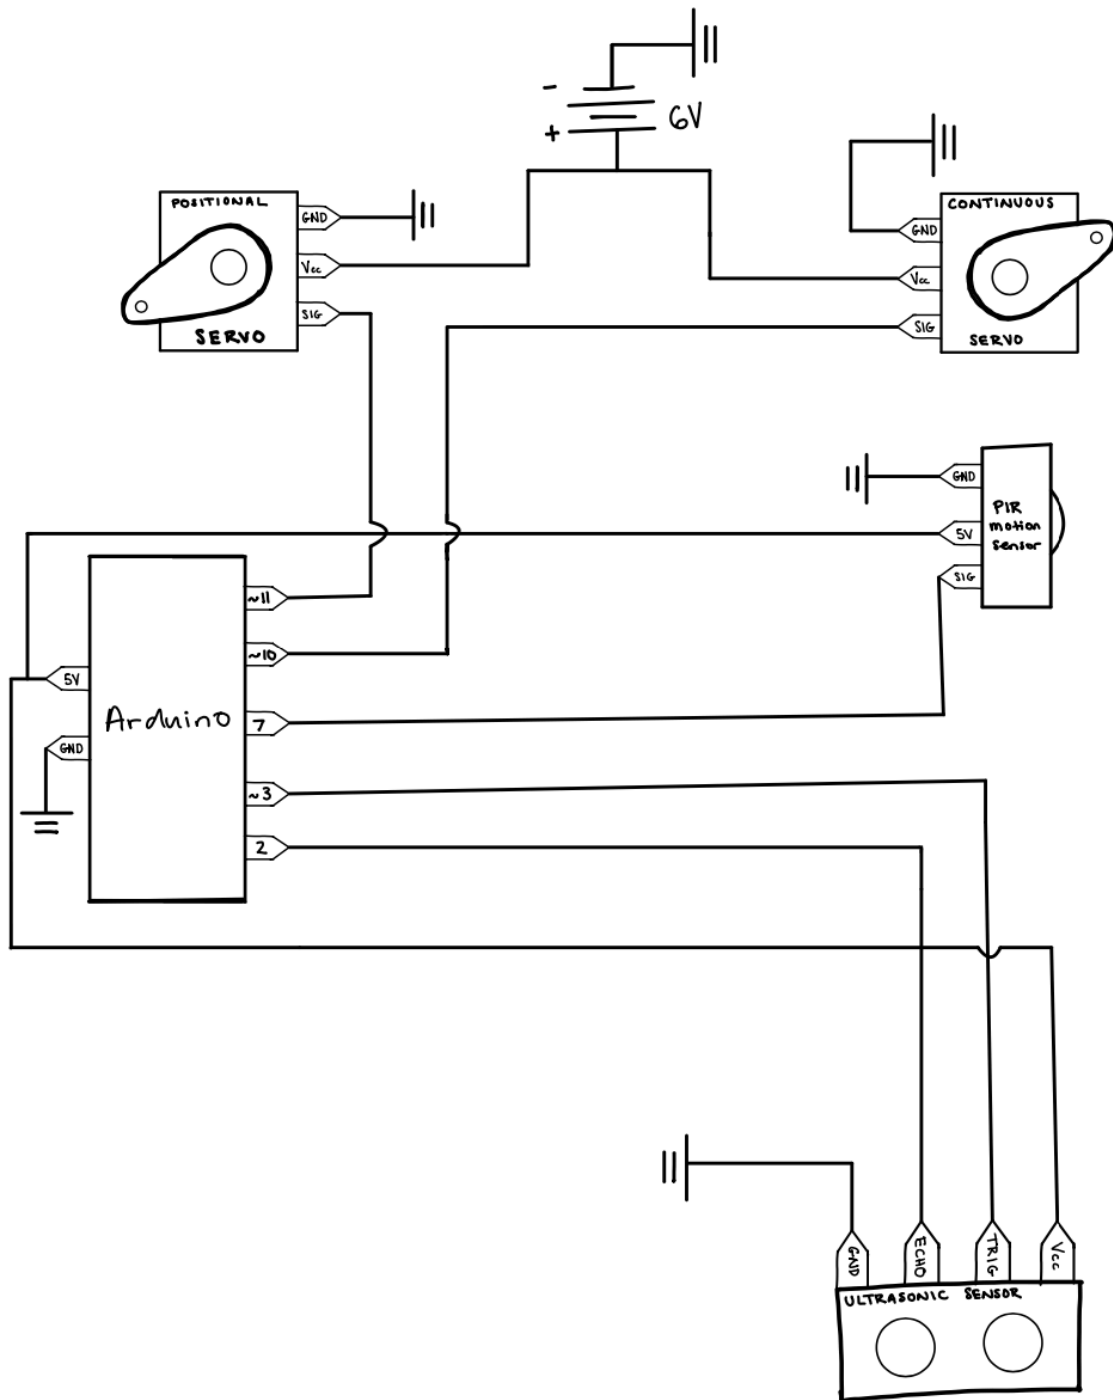 -
+
6V
POSITIONAL
GND
Vcc
SIG
SERVO
CONTINUOUS
GND
Vcc
SIG
SERVO
GND
5V
SIG
PIR
motion
Sensor
Arduino
5V
GND
~11
~10
7
~3
2
GND
ECHO
TRIG
Vcc
ULTRASONIC SENSOR